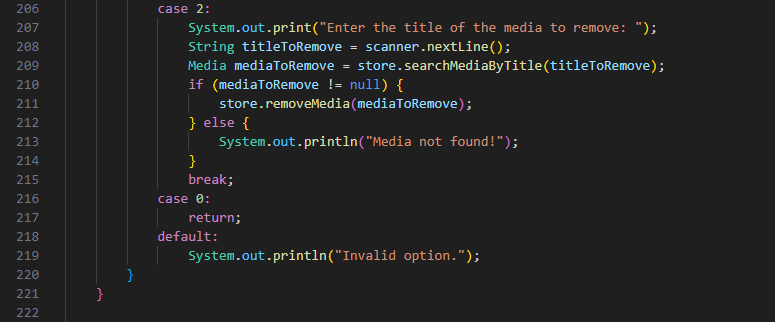 206 case 2:
207 System.out.print("Enter the title of the media to remove: ");
208 String titleToRemove = scanner.nextLine();
209 Media mediaToRemove = store.searchMediaByTitle(titleToRemove);
210 if (mediaToRemove != null) {
211 store.removeMedia(mediaToRemove);
212 } else {
213 System.out.println("Media not found!");
214 }
215 break;
216 case 0:
217 return;
218 default:
219 System.out.println("Invalid option.");
220 }
221 }
222